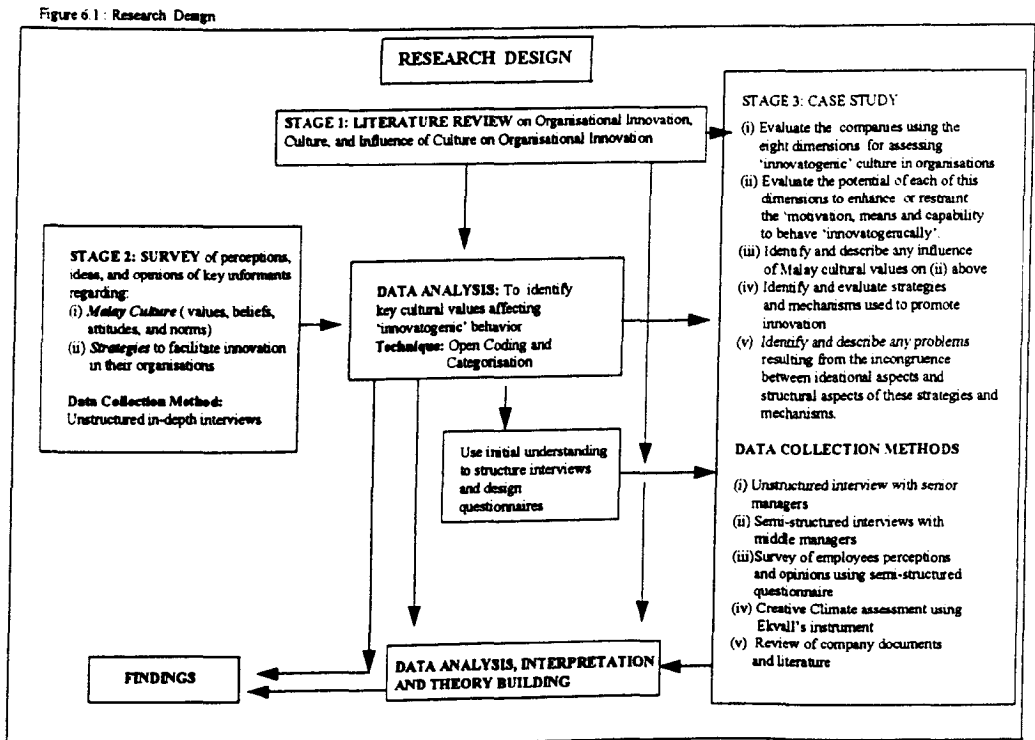 Figure 6.1 : Research Design
RESEARCH DESIGN
STAGE 1: LITERATURE REVIEW on Organisational Innovation,
Culture, and Influence of Culture on Organisational Innovation
STAGE 2: SURVEY of perceptions,
ideas, and opinions of key informents
regarding:
(i) Malay Culture ( values, beliefs,
attitudes, and norms)
(ii) Strategies to facilitate innovation
in their organisations
Data Collection Method:
Unstructured in-depth interviews
DATA ANALYSIS: To identify
key cultural values affecting
'innovatogenic' behavior
Technique: Open Coding and
Categorisation
Use initial understanding
to structure interviews
and design
questionnaires
STAGE 3: CASE STUDY
(i) Evaluate the companies using the
eight dimensions for assessing
'innovatogenic' culture in organisations
(ii) Evaluate the potential of each of this
dimensions to enhance or restraint
the 'motivation, means and capability
to behave 'innovatogenically'.
(iii) Identify and describe any influence
of Malay cultural values on (ii) above
(iv) Identify and evaluate strategies
and mechanisms used to promote
innovation
(v) Identify and describe any problems
resulting from the incongruence
between ideational aspects and
structural aspects of these strategies and
mechanisms.
DATA COLLECTION METHODS
(i) Unstructured interview with senior
managers
(ii) Semi-structured interviews with
middle managers
(iii)Survey of employees perceptions
and opinions using semi-structured
questionnaire
(iv) Creative Climate assessment using
Ekvall's instrument
(v) Review of company documents
and literature
DATA ANALYSIS, INTERPRETATION
AND THEORY BUILDING
FINDINGS